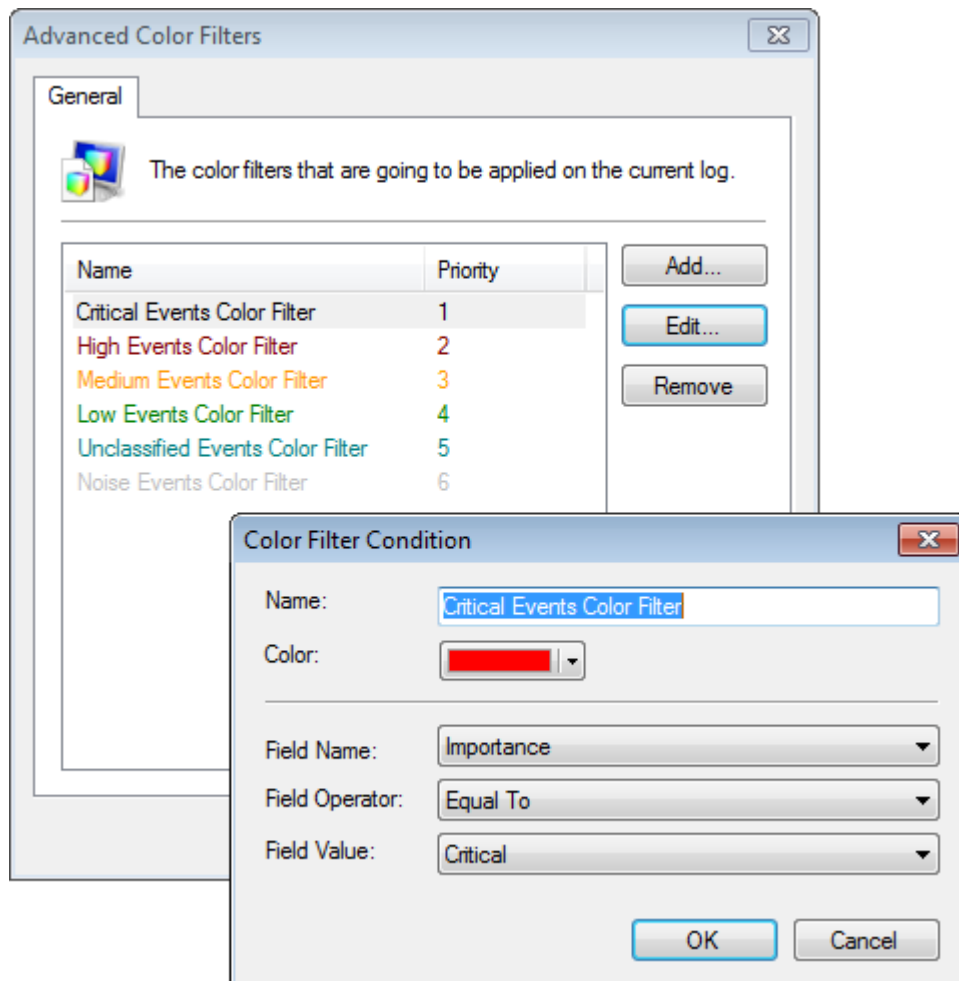 Advanced Color Filters
General
The color filters that are going to be applied on the current log.
Name Priority
Critical Events Color Filter 1
High Events Color Filter 2
Medium Events Color Filter 3
Low Events Color Filter 4
Unclassified Events Color Filter 5
Noise Events Color Filter 6
Add...
Edit...
Remove
Color Filter Condition
Name: Critical Events Color Filter
Color:
Field Name: Importance
Field Operator: Equal To
Field Value: Critical
OK Cancel